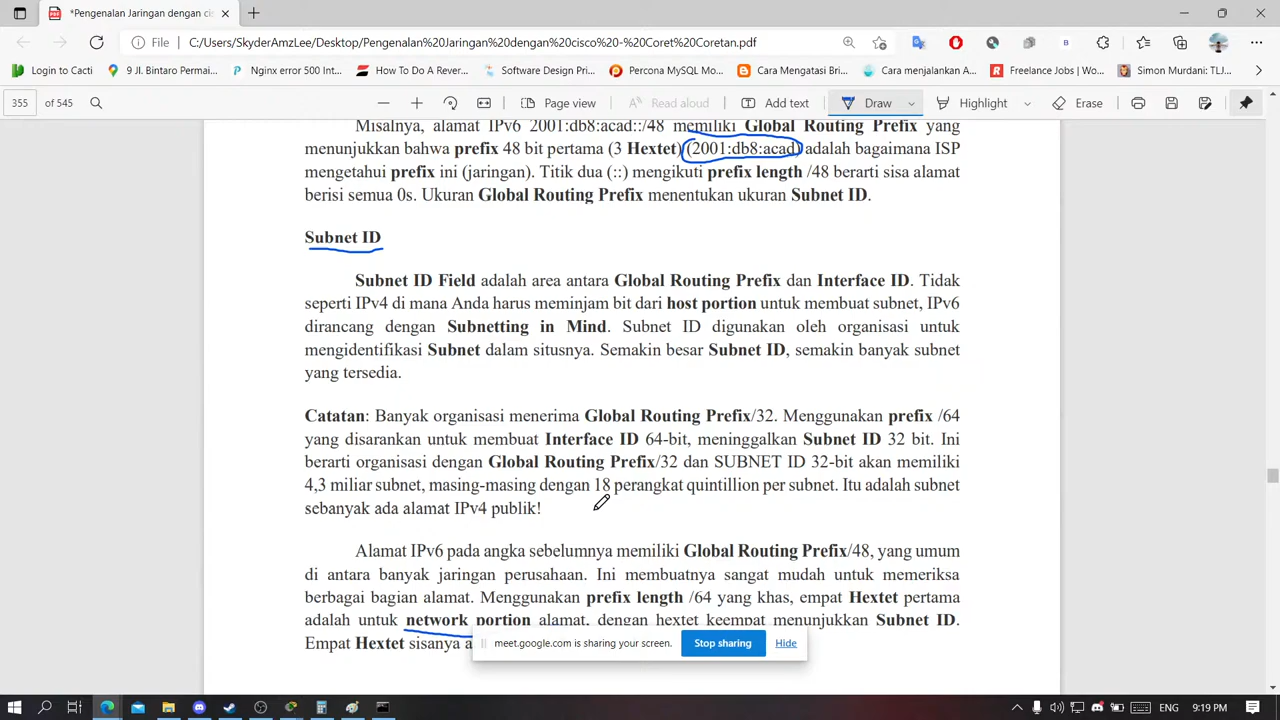 *Pengenalan Jaringan dengan cis
File
C:/Users/SkyderAmzLee/Desktop/Pengenalan%20Jaringan%20dengan%20cisco%20-%20Coret%20Coretan.pdf
Login to Cacti
9 Jl. Bintaro Permai...
Nginx error 500 Int...
How To Do A Rever...
Software Design Pri...
Percona MySQL Mo...
Cara Mengatasi Bri...
Cara menjalankan A...
Freelance Jobs | Wo...
Simon Murdani: TLJ...
355 of 545
Page view
Read aloud
Add text
Draw
Highlight
Erase
Misalnya, alamat IPv6 2001:db8:acad::/48 memiliki Global Routing Prefix yang
menunjukkan bahwa prefix 48 bit pertama (3 Hextet) (2001:db8:acad) adalah bagaimana ISP
mengetahui prefix ini (jaringan). Titik dua (::) mengikuti prefix length /48 berarti sisa alamat
berisi semua 0s. Ukuran Global Routing Prefix menentukan ukuran Subnet ID.
Subnet ID
Subnet ID Field adalah area antara Global Routing Prefix dan Interface ID. Tidak
seperti IPv4 di mana Anda harus meminjam bit dari host portion untuk membuat subnet, IPv6
dirancang dengan Subnetting in Mind. Subnet ID digunakan oleh organisasi untuk
mengidentifikasi Subnet dalam situsnya. Semakin besar Subnet ID, semakin banyak subnet
yang tersedia.
Catatan: Banyak organisasi menerima Global Routing Prefix/32. Menggunakan prefix /64
yang disarankan untuk membuat Interface ID 64-bit, meninggalkan Subnet ID 32 bit. Ini
berarti organisasi dengan Global Routing Prefix/32 dan SUBNET ID 32-bit akan memiliki
4,3 miliar subnet, masing-masing dengan 18 perangkat quintillion per subnet. Itu adalah subnet
sebanyak ada alamat IPv4 publik!
Alamat IPv6 pada angka sebelumnya memiliki Global Routing Prefix/48, yang umum
di antara banyak jaringan perusahaan. Ini membuatnya sangat mudah untuk memeriksa
berbagai bagian alamat. Menggunakan prefix length /64 yang khas, empat Hextet pertama
adalah untuk network portion alamat, dengan hextet keempat menunjukkan Subnet ID.
Empat Hextet sisanya a
meet.google.com is sharing your screen.
Stop sharing
Hide
9:19 PM